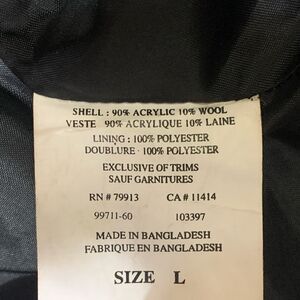 SHELL : 90% ACRYLIC 10% WOOL
VESTE 90% ACRYLIQUE 10% LAINE
LINING : 100% POLYESTER
DOUBLURE · 100% POLYESTER
EXCLUSIVE OF TRIMS
SAUF GARNITURES
RN # 79913 CA # 11414
99711-60 103397
MADE IN BANGLADESH
FABRIQUE EN BANGLADESH
SIZE L